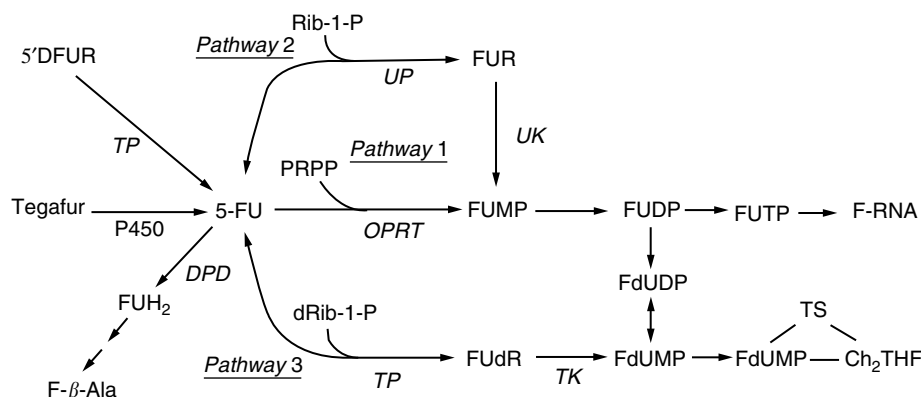 Rib-1-P
5′DFUR
Pathway 2
FUR
UP
TP
UK
Pathway 1
PRPP
Tegafur
P450
5-FU
OPRT
FUMP
FUDP
FUTP
F-RNA
DPD
FUH₂
FdUDP
dRib-1-P
TS
Pathway 3
TP
FUdR
TK
FdUMP
FdUMP
Ch₂THF
F-β-Ala